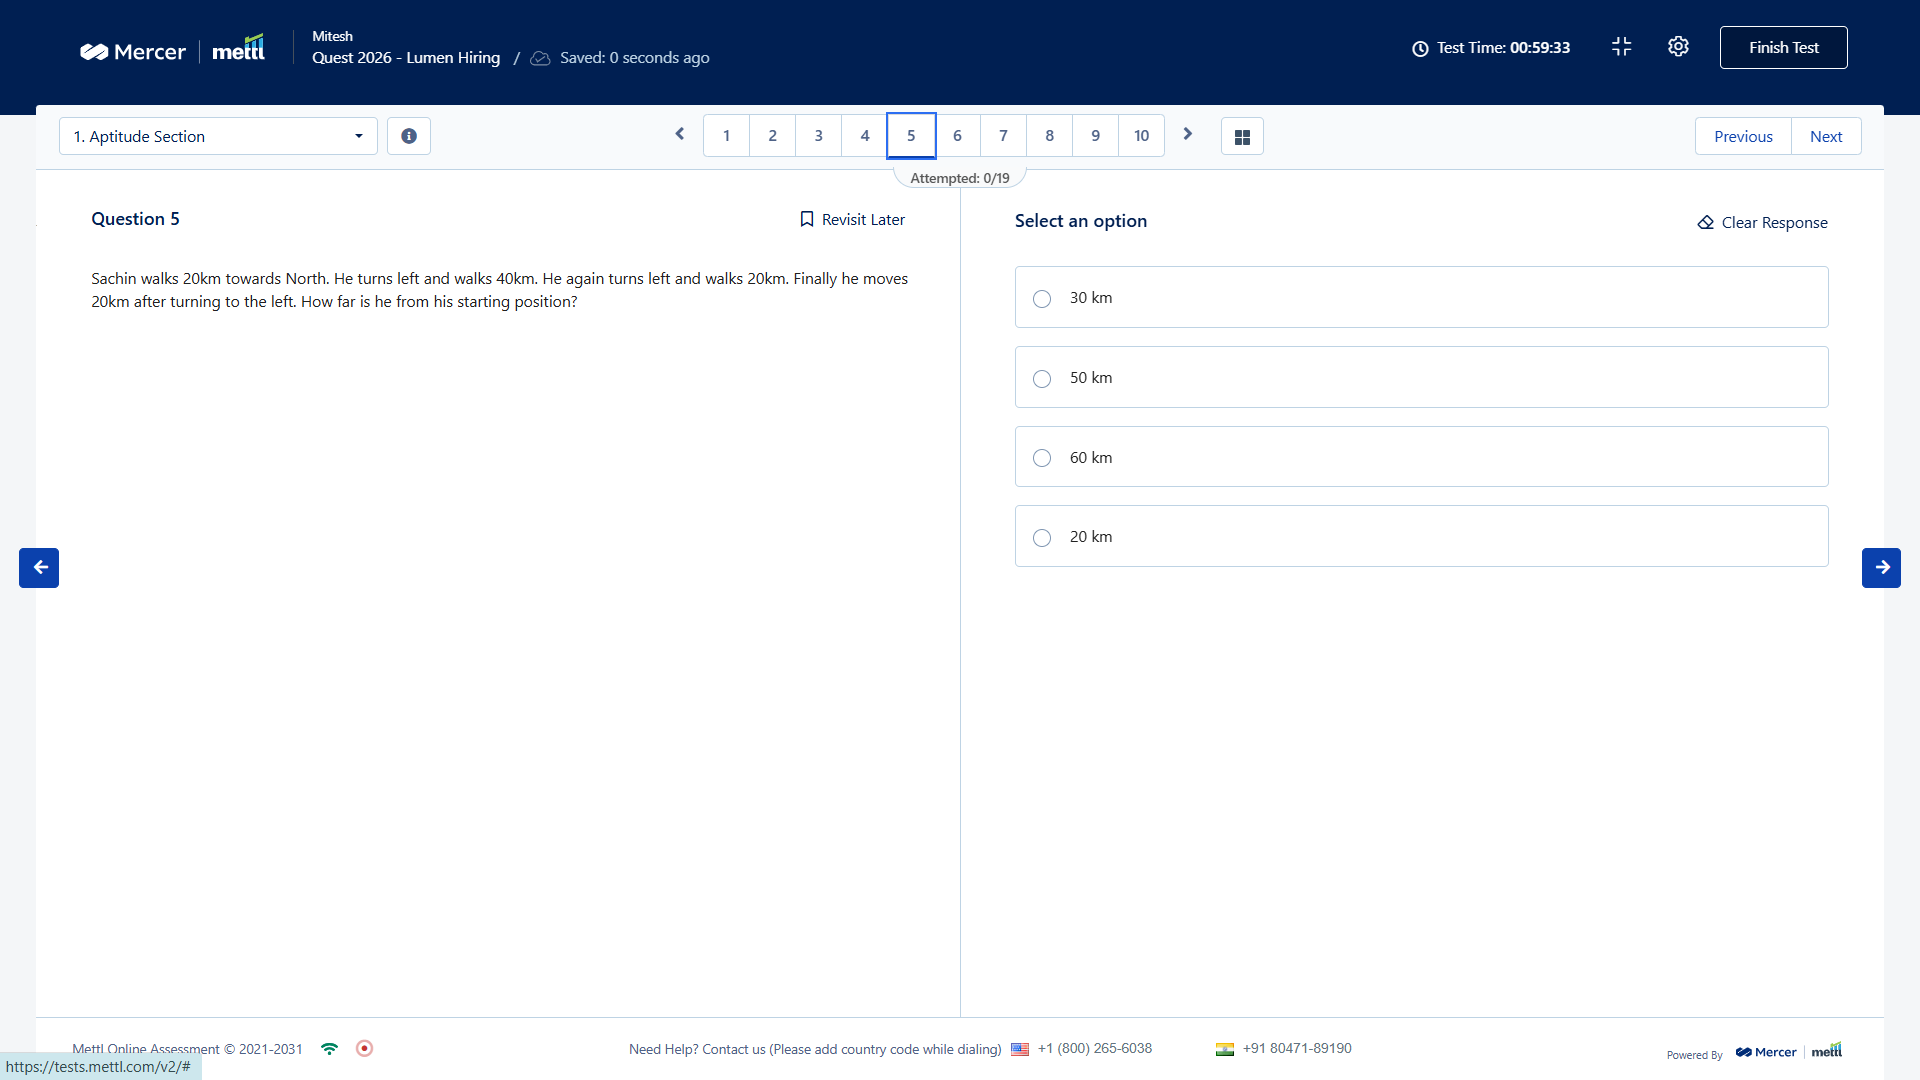 Mercer mettl
Mitesh
Quest 2026 - Lumen Hiring / Saved: 0 seconds ago
Test Time: 00:59:33
Finish Test
1. Aptitude Section
1 2 3 4 5 6 7 8 9 10
Previous Next
Attempted: 0/19
Question 5
Revisit Later
Sachin walks 20km towards North. He turns left and walks 40km. He again turns left and walks 20km. Finally he moves
20km after turning to the left. How far is he from his starting position?
Select an option
Clear Response
30 km
50 km
60 km
20 km
Mettl Online Assessment © 2021-2031
Need Help? Contact us (Please add country code while dialing) +1 (800) 265-6038 +91 80471-89190
Powered By Mercer mettl
https://tests.mettl.com/v2/#